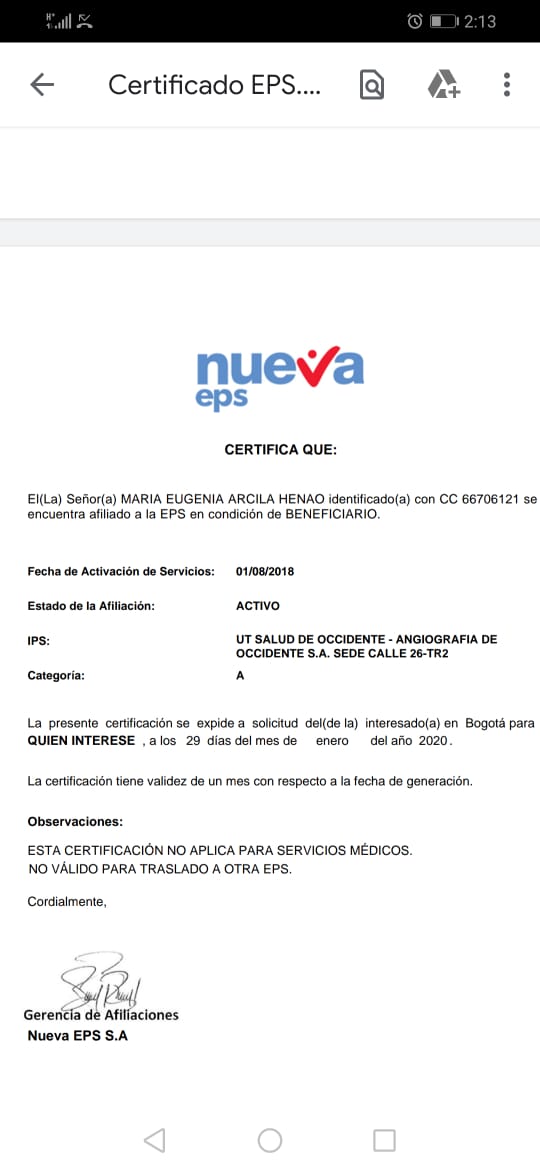 2:13
Certificado EPS....
nueva
eps
CERTIFICA QUE:
El(La) Señor(a) MARIA EUGENIA ARCILA HENAO identificado(a) con CC 66706121 se
encuentra afiliado a la EPS en condición de BENEFICIARIO.
Fecha de Activación de Servicios: 01/08/2018
Estado de la Afiliación: ACTIVO
IPS: UT SALUD DE OCCIDENTE - ANGIOGRAFIA DE
OCCIDENTE S.A. SEDE CALLE 26-TR2
Categoría: A
La presente certificación se expide a solicitud del(de la) interesado(a) en Bogotá para
QUIEN INTERESE , a los 29 días del mes de enero del año 2020.
La certificación tiene validez de un mes con respecto a la fecha de generación.
Observaciones:
ESTA CERTIFICACIÓN NO APLICA PARA SERVICIOS MÉDICOS.
NO VÁLIDO PARA TRASLADO A OTRA EPS.
Cordialmente,
Gerencia de Afiliaciones
Nueva EPS S.A